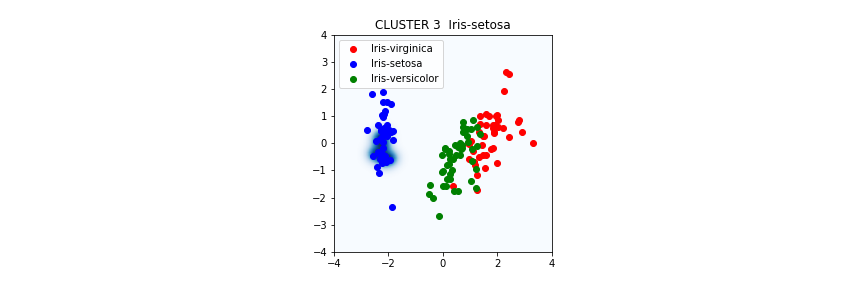 CLUSTER 3  Iris-setosa
Iris-virginica
Iris-setosa
Iris-versicolor
4
3
2
1
0
−1
−2
−3
−4
−4 −2 0 2 4